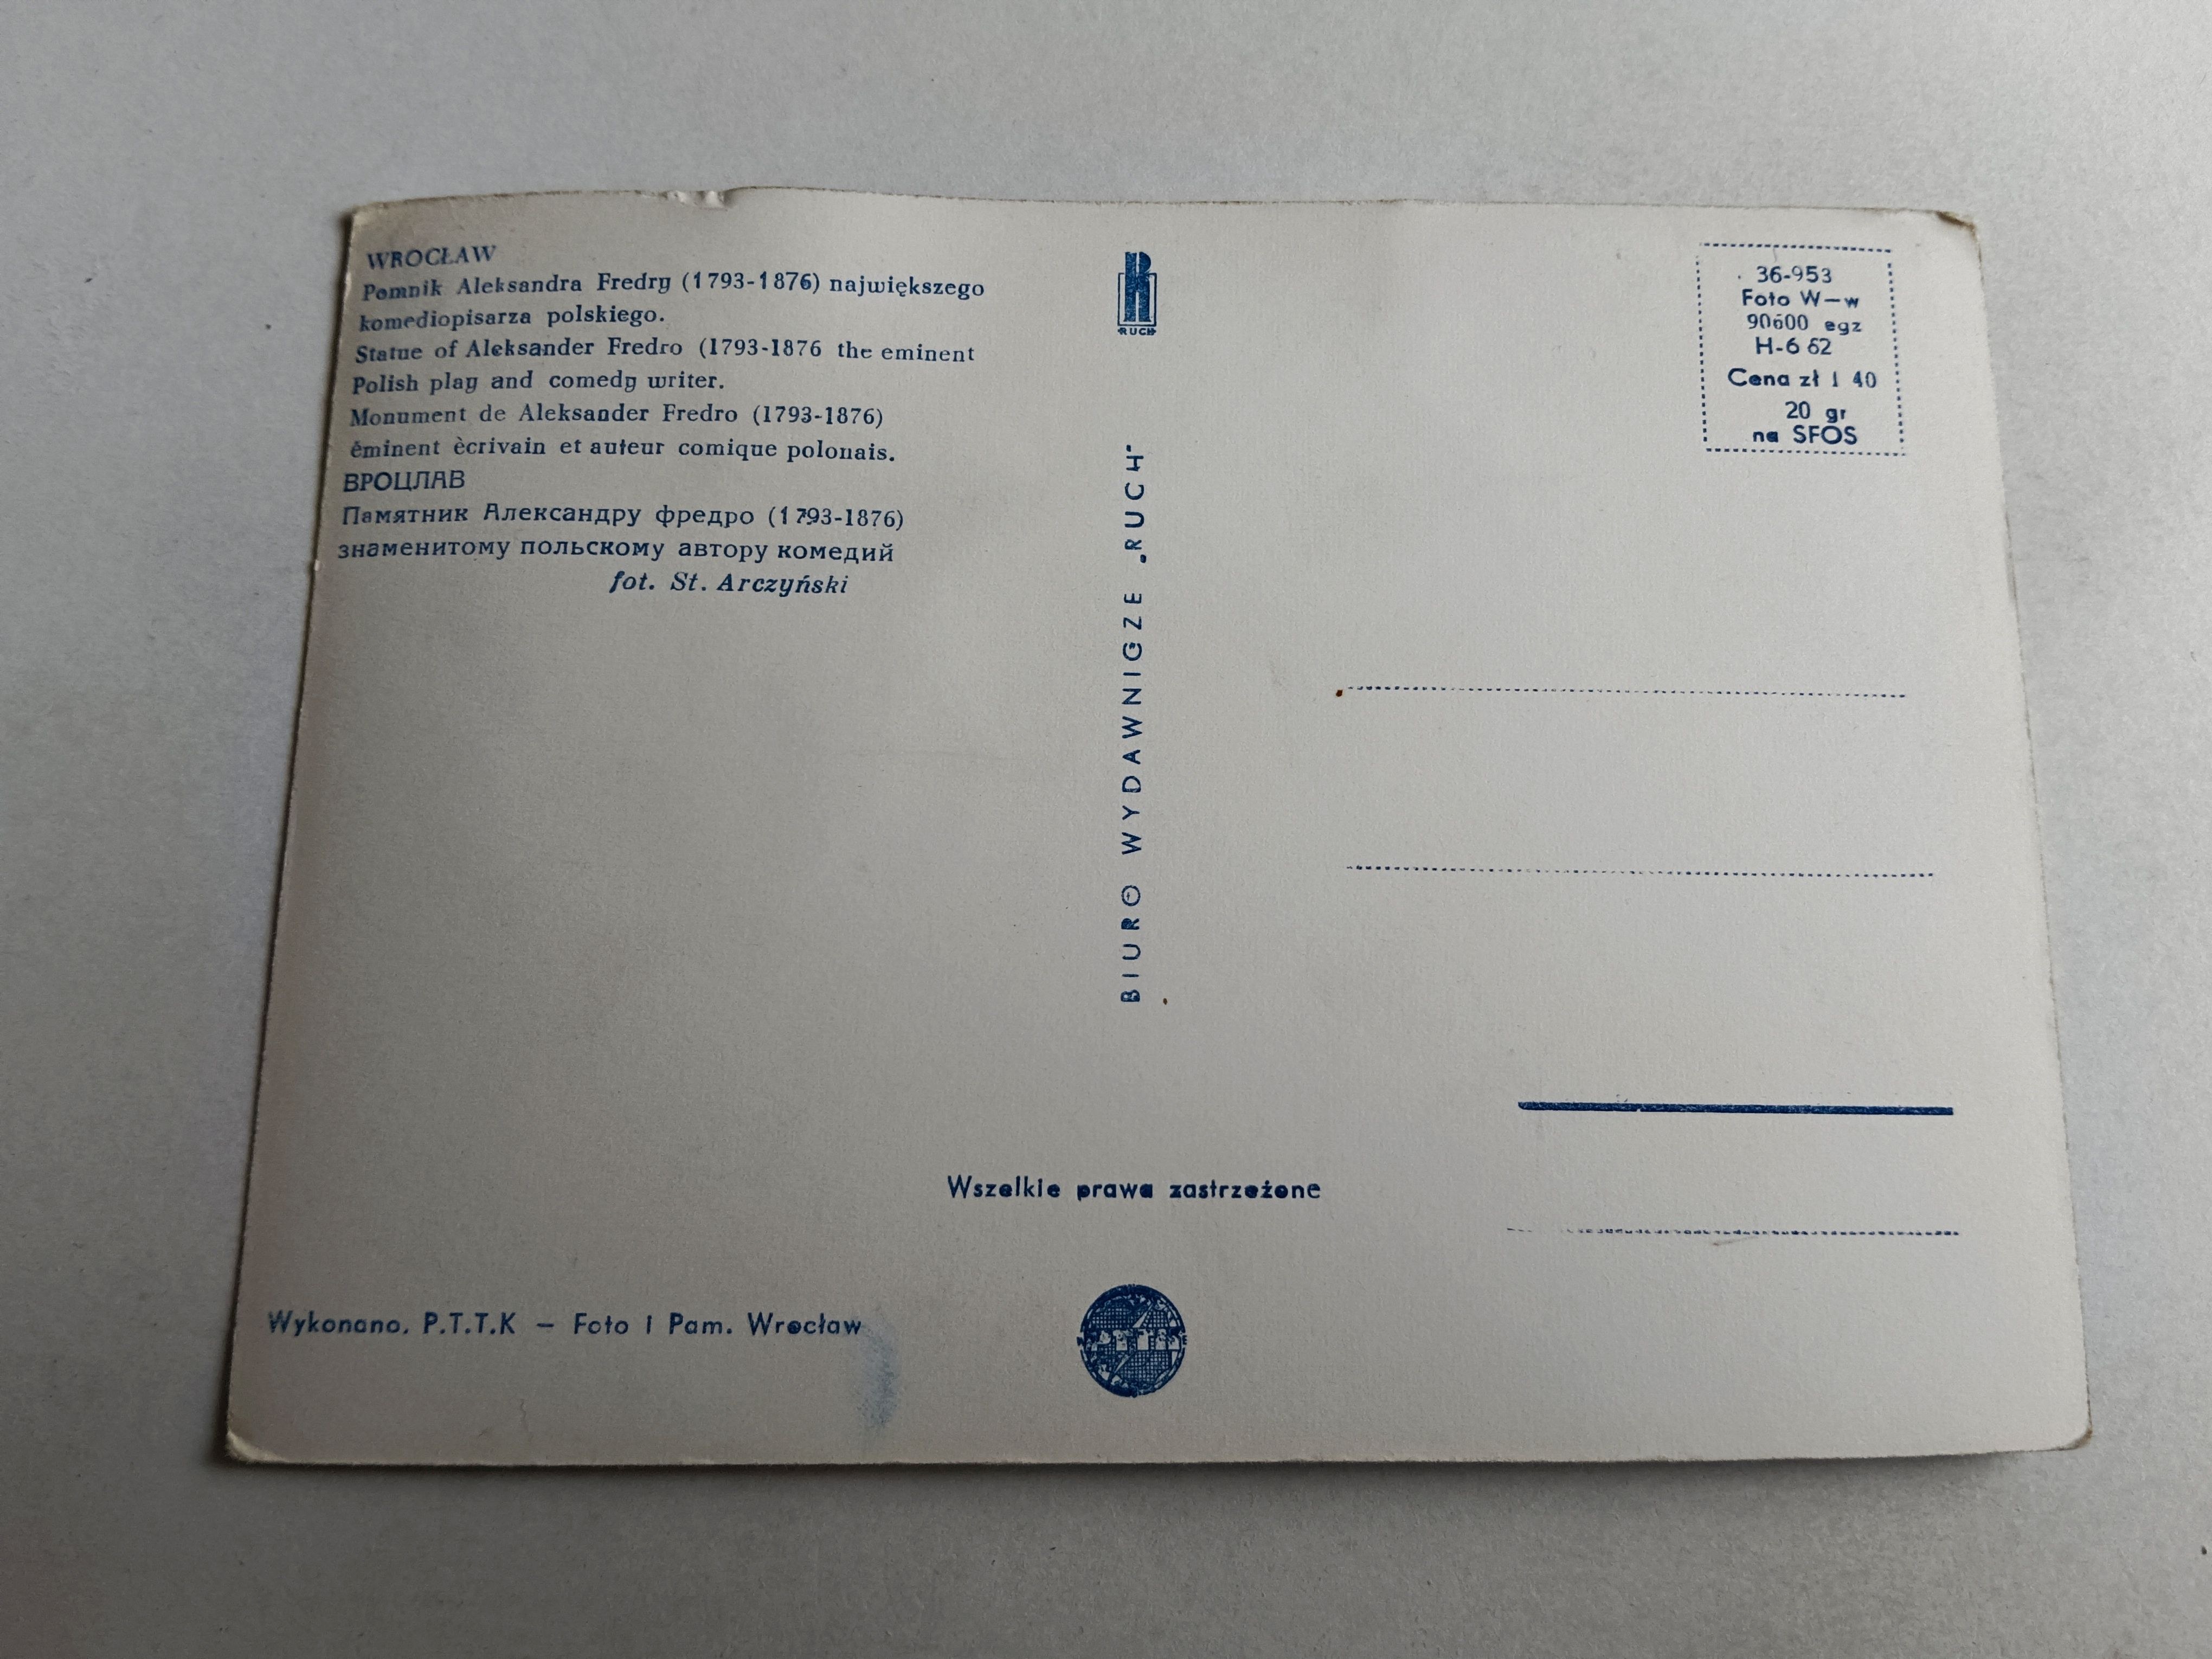 WROCŁAW
Pomnik Aleksandra Fredry (1793-1876) największego
komediopisarza polskiego.
Statue of Aleksander Fredro (1793-1876 the eminent
Polish play and comedy writer.
Monument de Aleksander Fredro (1793-1876)
éminent ècrivain et auteur comique polonais.
ВРОЦЛАВ
Памятник Александру фредро (1793-1876)
знаменитому польскому автору комедий
fot. St. Arczyński
RUCH
BIURO WYDAWNIGZE „RUCH"
36-953
Foto W-w
90600 egz
H-6 62
Cena zł 1 40
20 gr
na SFOS
Wszelkie prawa zastrzeżone
Wykonano. P.T.T.K — Foto i Pam. Wrocław
PTTK